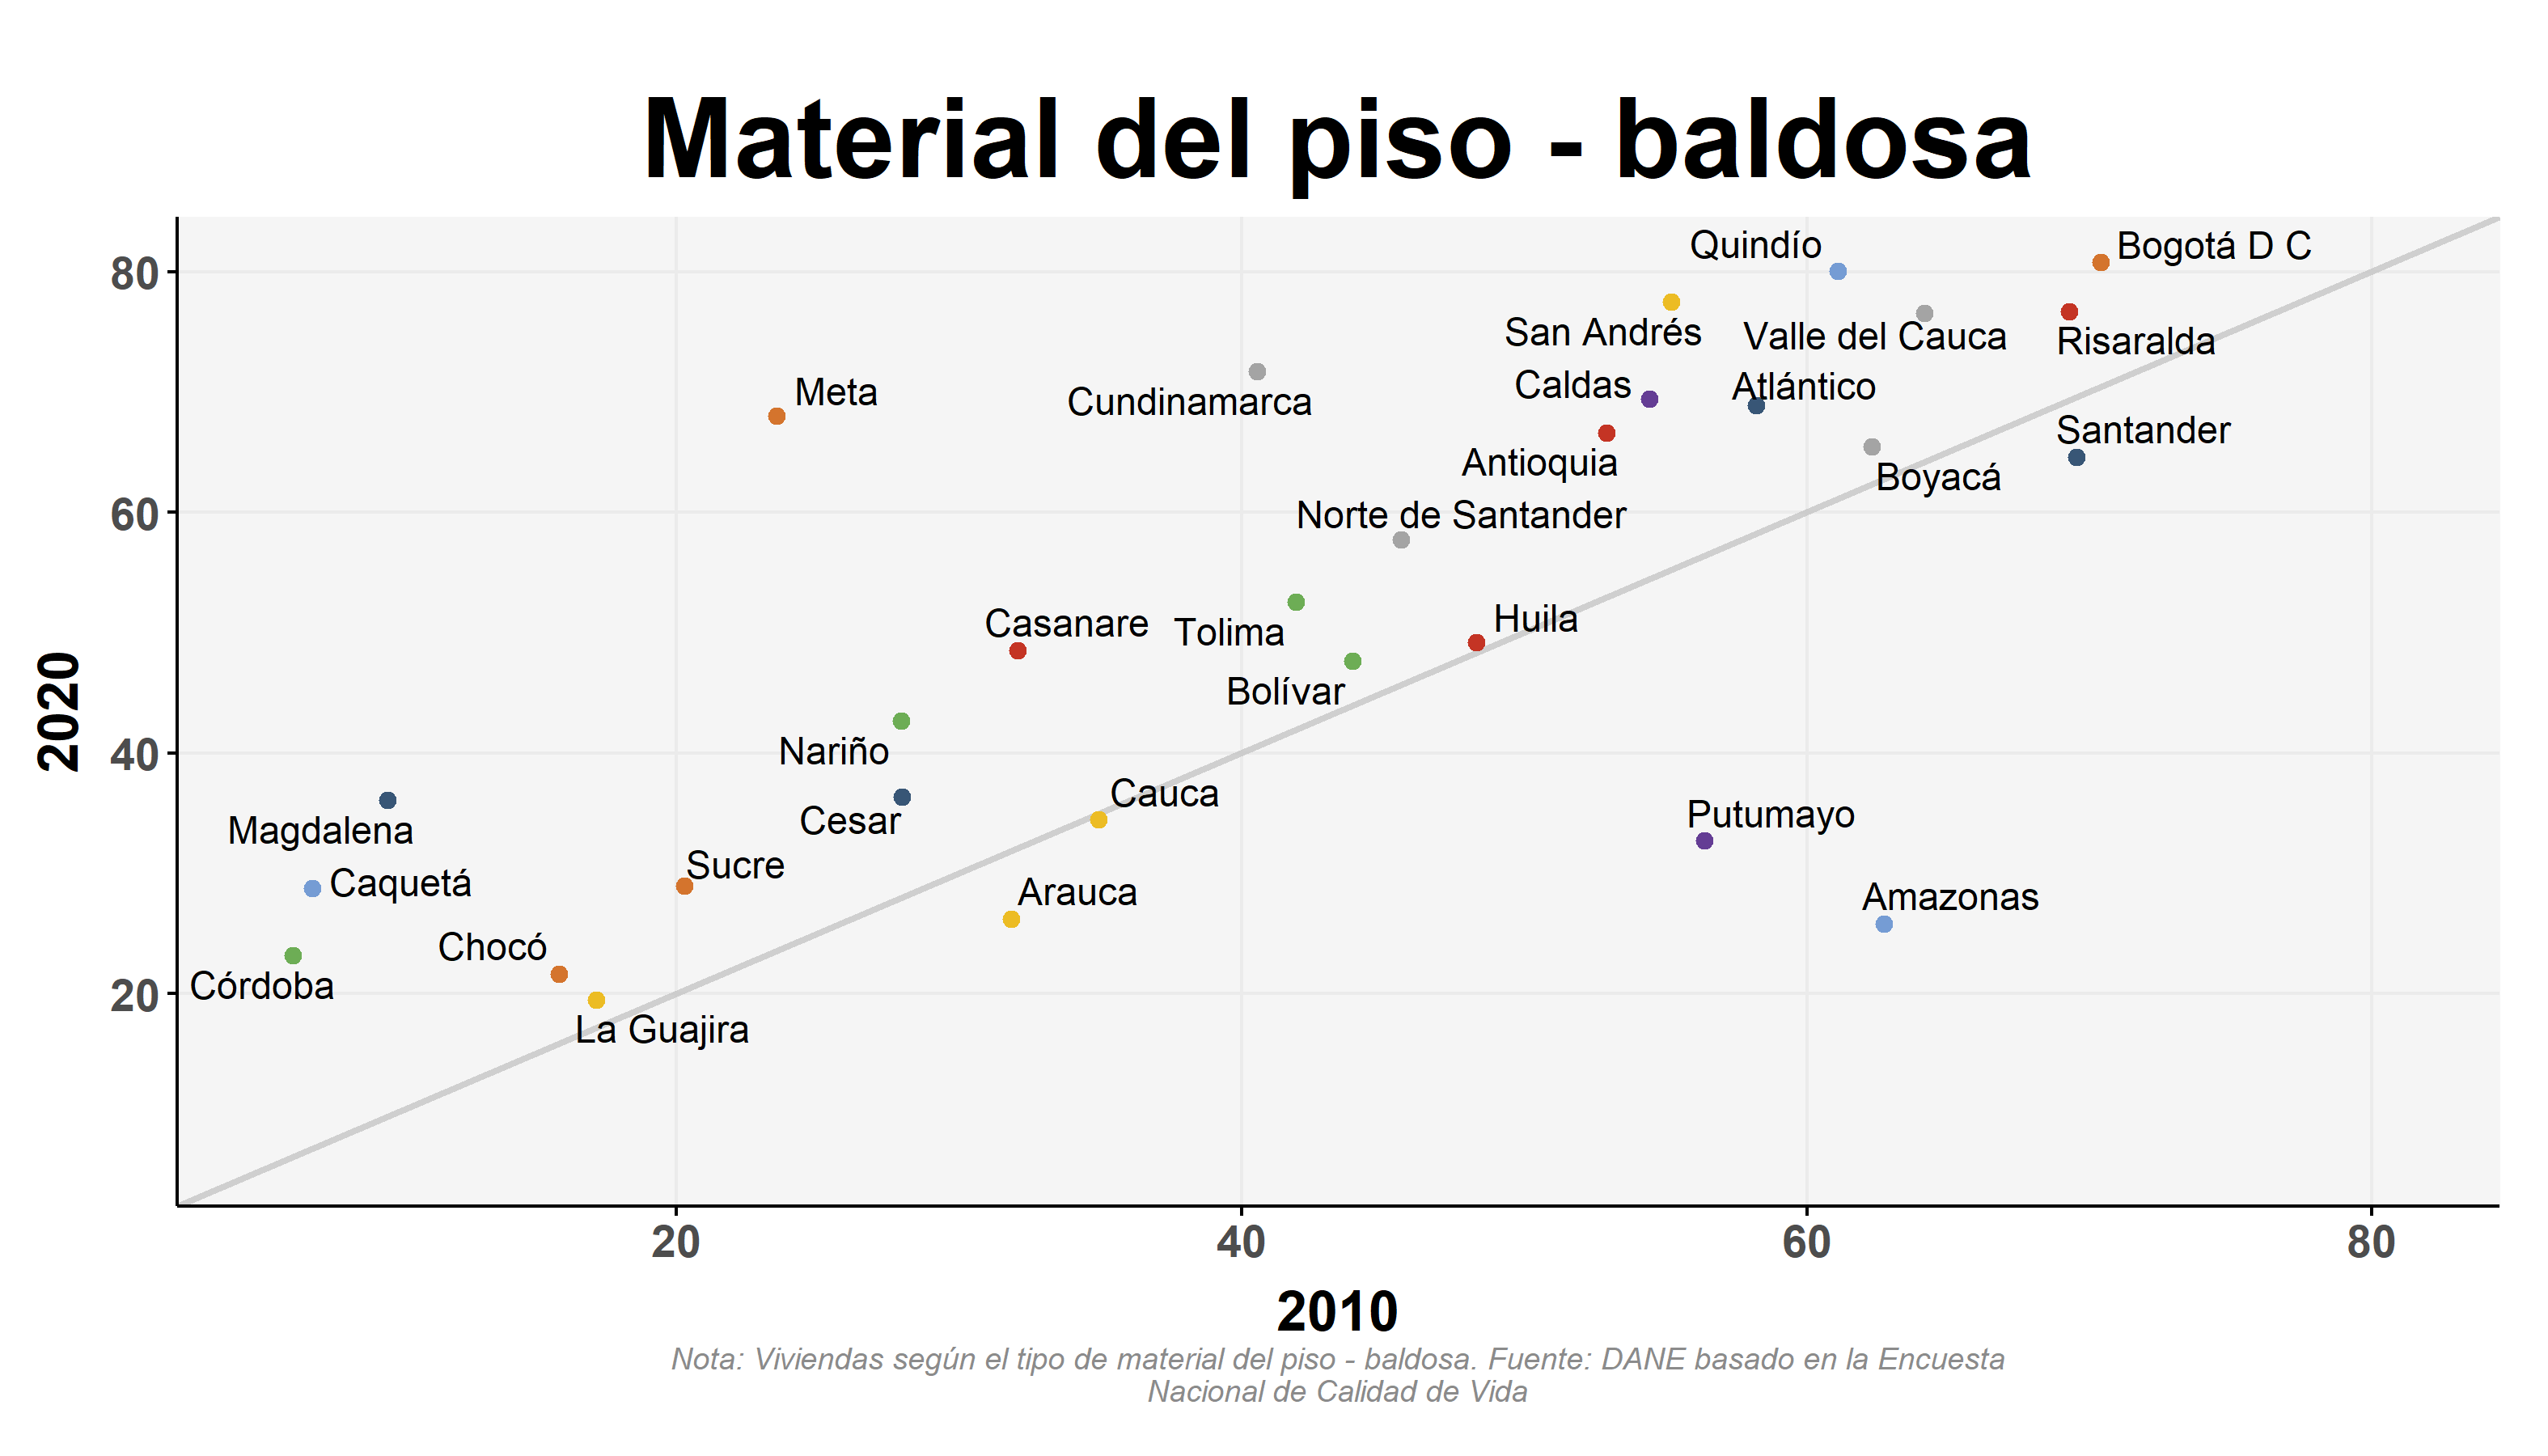 Material del piso - baldosa
Quindío
Bogotá D C
80
San Andrés
Valle del Cauca
Risaralda
Meta
Caldas
Atlántico
Cundinamarca
Santander
Antioquia
Boyacá
60
Norte de Santander
Casanare
Huila
Tolima
Bolívar
2020
Nariño
40
Cauca
Putumayo
Cesar
Magdalena
Sucre
Caquetá
Arauca
Amazonas
Chocó
Córdoba
20
La Guajira
20 40 60 80
2010
Nota: Viviendas según el tipo de material del piso - baldosa. Fuente: DANE basado en la Encuesta
Nacional de Calidad de Vida